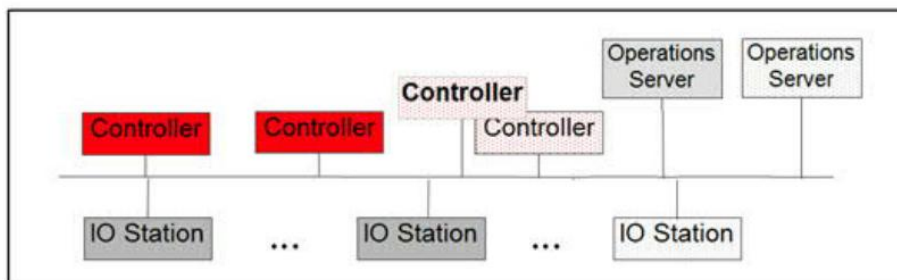 Operations
Server
Operations
Server
Controller
Controller
Controller
Controller
IO Station
...
IO Station
...
IO Station